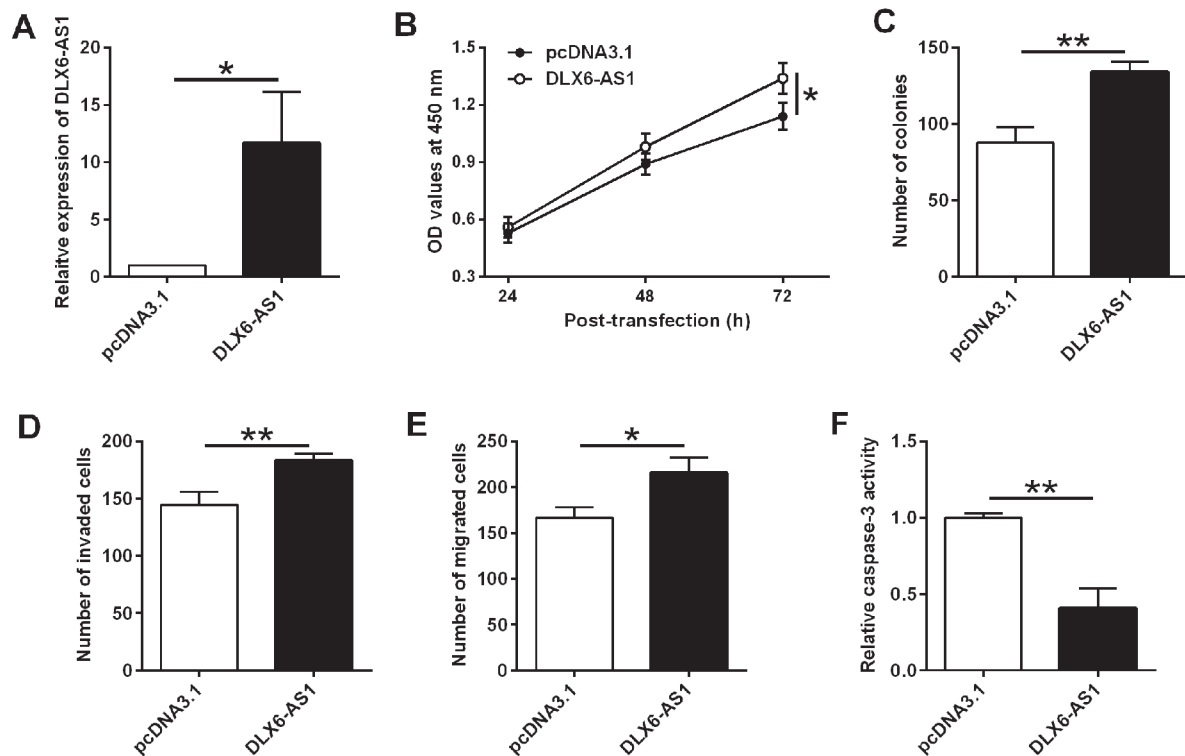 A
Relaitve expression of DLX6-AS1
20
15
10
5
0
*
pcDNA3.1
DLX6-AS1
B
OD values at 450 nm
1.5
1.2
0.9
0.6
0.3
pcDNA3.1
DLX6-AS1
*
24
48
72
Post-transfection (h)
C
Number of colonies
150
100
50
0
**
pcDNA3.1
DLX6-AS1
D
Number of invaded cells
200
150
100
50
0
**
pcDNA3.1
DLX6-AS1
E
Number of migrated cells
250
200
150
100
50
0
*
pcDNA3.1
DLX6-AS1
F
Relative caspase-3 activity
1.5
1.0
0.5
0.0
**
pcDNA3.1
DLX6-AS1